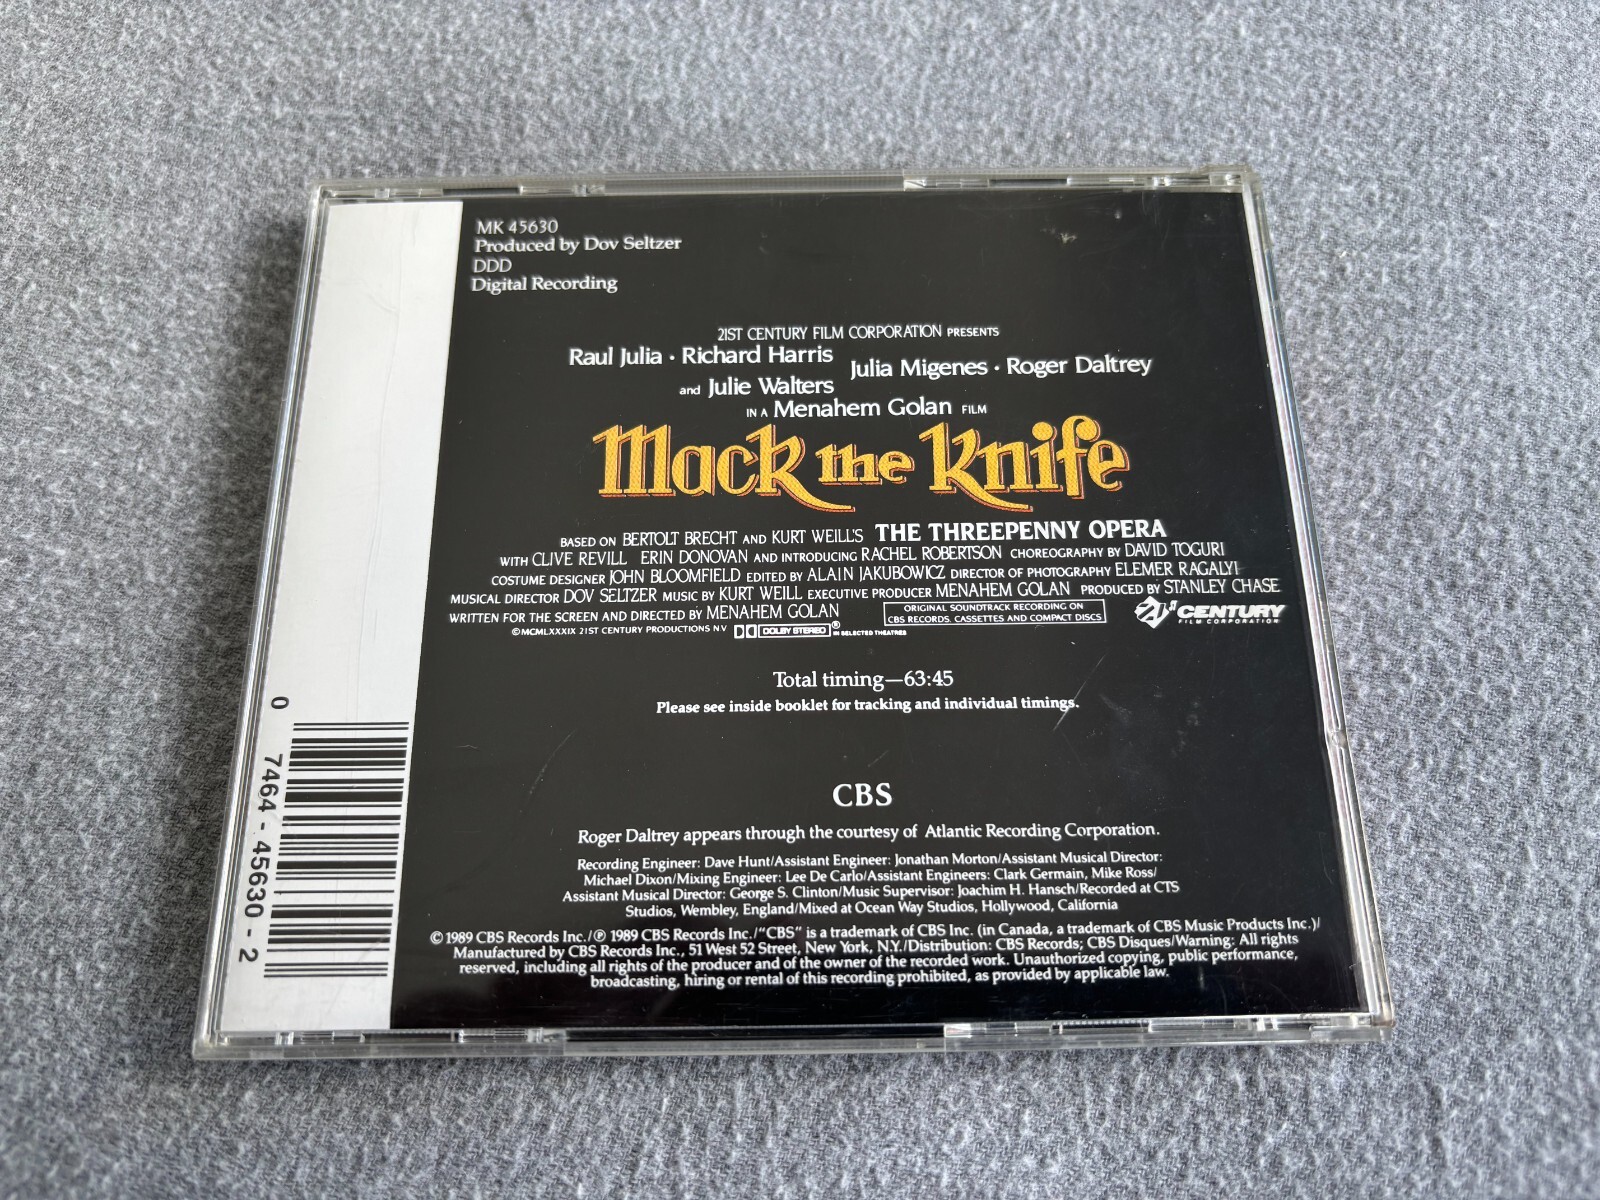 MK 45630
Produced by Dov Seltzer
DDD
Digital Recording
21ST CENTURY FILM CORPORATION PRESENTS
Raul Julia • Richard Harris
Julia Migenes • Roger Daltrey
and Julie Walters
IN A Menahem Golan FILM
Mack the Knife
BASED ON BERTOLT BRECHT AND KURT WEILL'S THE THREEPENNY OPERA
WITH CLIVE REVILL ERIN DONOVAN AND INTRODUCING RACHEL ROBERTSON CHOREOGRAPHY BY DAVID TOGURI
COSTUME DESIGNER JOHN BLOOMFIELD EDITED BY ALAIN JAKUBOWICZ DIRECTOR OF PHOTOGRAPHY ELEMER RAGALYI
MUSICAL DIRECTOR DOV SELTZER MUSIC BY KURT WEILL EXECUTIVE PRODUCER MENAHEM GOLAN PRODUCED BY STANLEY CHASE
WRITTEN FOR THE SCREEN AND DIRECTED BY MENAHEM GOLAN
ORIGINAL SOUNDTRACK RECORDING ON
CBS RECORDS, CASSETTES AND COMPACT DISCS
21ST CENTURY
FILM CORPORATION
©MCMLXXXIX 21ST CENTURY PRODUCTIONS N V DOLBY STEREO ® IN SELECTED THEATRES
Total timing—63:45
Please see inside booklet for tracking and individual timings.
CBS
Roger Daltrey appears through the courtesy of Atlantic Recording Corporation.
Recording Engineer: Dave Hunt/Assistant Engineer: Jonathan Morton/Assistant Musical Director:
Michael Dixon/Mixing Engineer: Lee De Carlo/Assistant Engineers: Clark Germain, Mike Ross/
Assistant Musical Director: George S. Clinton/Music Supervisor: Joachim H. Hansch/Recorded at CTS
Studios, Wembley, England/Mixed at Ocean Way Studios, Hollywood, California
© 1989 CBS Records Inc./℗ 1989 CBS Records Inc./"CBS" is a trademark of CBS Inc. (in Canada, a trademark of CBS Music Products Inc.)/
Manufactured by CBS Records Inc., 51 West 52 Street, New York, N.Y./Distribution: CBS Records; CBS Disques/Warning: All rights
reserved, including all rights of the producer and of the owner of the recorded work. Unauthorized copying, public performance,
broadcasting, hiring or rental of this recording prohibited, as provided by applicable law.
0 7464-45630-2